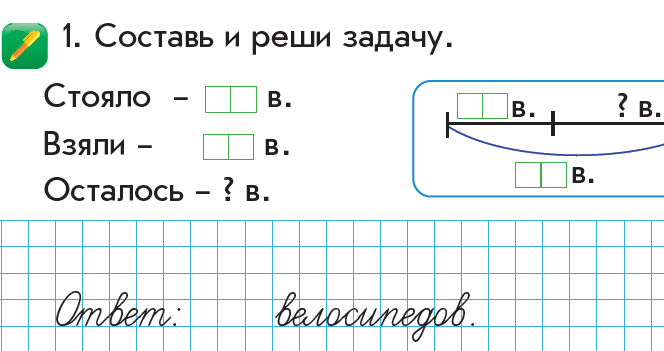 1. Составь и реши задачу.
Стояло – в.
Взяли – в.
Осталось – ? в.
в. ? в.
в.
Ответ: велосипедов.